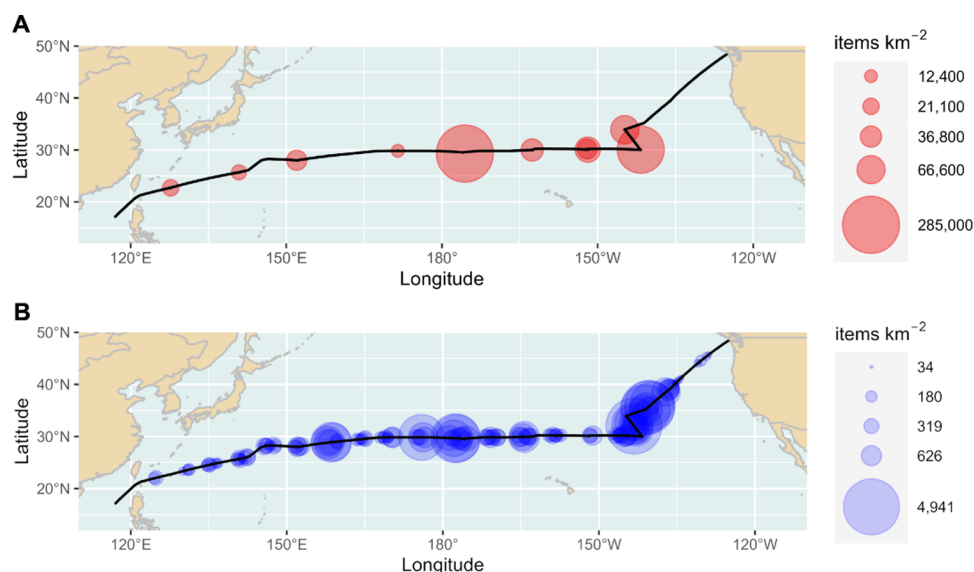 A
50°N
40°N
30°N
20°N
Latitude
120°E
150°E
180°
150°W
120°W
Longitude
items km⁻²
12,400
21,100
36,800
66,600
285,000
B
50°N
40°N
30°N
20°N
Latitude
120°E
150°E
180°
150°W
120°W
Longitude
items km⁻²
34
180
319
626
4,941